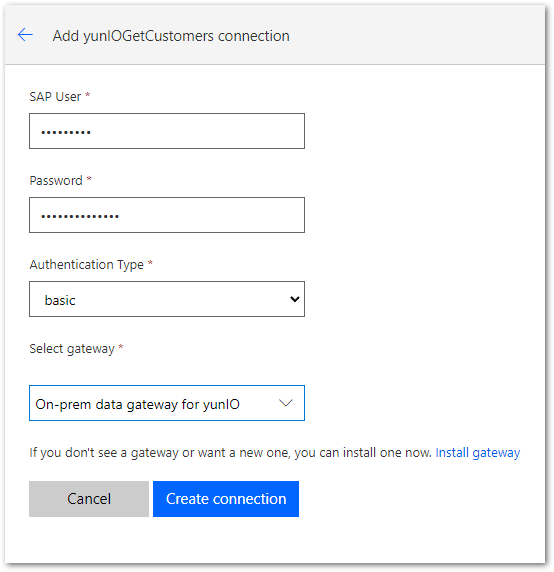 Add yunIOGetCustomers connection
SAP User *
•••••••••
Password *
••••••••••••••
Authentication Type *
basic
Select gateway *
On-prem data gateway for yunIO
If you don't see a gateway or want a new one, you can install one now. Install gateway
Cancel Create connection